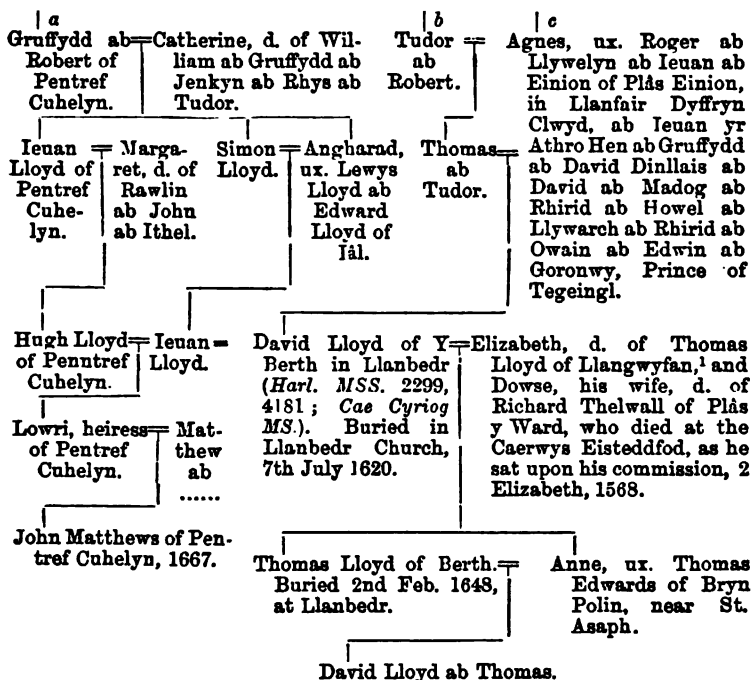 a
Gruffydd ab
Robert of
Pentref
Cuhelyn.
Catherine, d. of Wil-
liam ab Gruffydd ab
Jenkyn ab Rhys ab
Tudor.
b
Tudor
ab
Robert.
c
Agnes, ux. Roger ab
Llywelyn ab Ieuan ab
Einion of Plâs Einion,
in Llanfair Dyffryn
Clwyd, ab Ieuan yr
Athro Hen ab Gruffydd
ab David Dinllais ab
David ab Madog ab
Rhirid ab Howel ab
Llywarch ab Rhirid ab
Owain ab Edwin ab
Goronwy, Prince of
Tegeingl.
Ieuan
Lloyd of
Pentref
Cuhe-
lyn.
Marga-
ret, d. of
Rawlin
ab John
ab Ithel.
Simon
Lloyd.
Angharad,
ux. Lewys
Lloyd ab
Edward
Lloyd of
Iâl.
Thomas
ab
Tudor.
Hugh Lloyd
of Penntref
Cuhelyn.
Ieuan
Lloyd.
David Lloyd of Y
Berth in Llanbedr
(Harl. MSS. 2299,
4181 ; Cae Cyriog
MS.). Buried in
Llanbedr Church,
7th July 1620.
Elizabeth, d. of Thomas
Lloyd of Llangwyfan,¹ and
Dowse, his wife, d. of
Richard Thelwall of Plâs
y Ward, who died at the
Caerwys Eisteddfod, as he
sat upon his commission, 2
Elizabeth, 1568.
Lowri, heiress
of Pentref
Cuhelyn.
Mat-
thew
ab
......
John Matthews of Pen-
tref Cuhelyn, 1667.
Thomas Lloyd of Berth.
Buried 2nd Feb. 1648,
at Llanbedr.
Anne, ux. Thomas
Edwards of Bryn
Polin, near St.
Asaph.
David Lloyd ab Thomas.